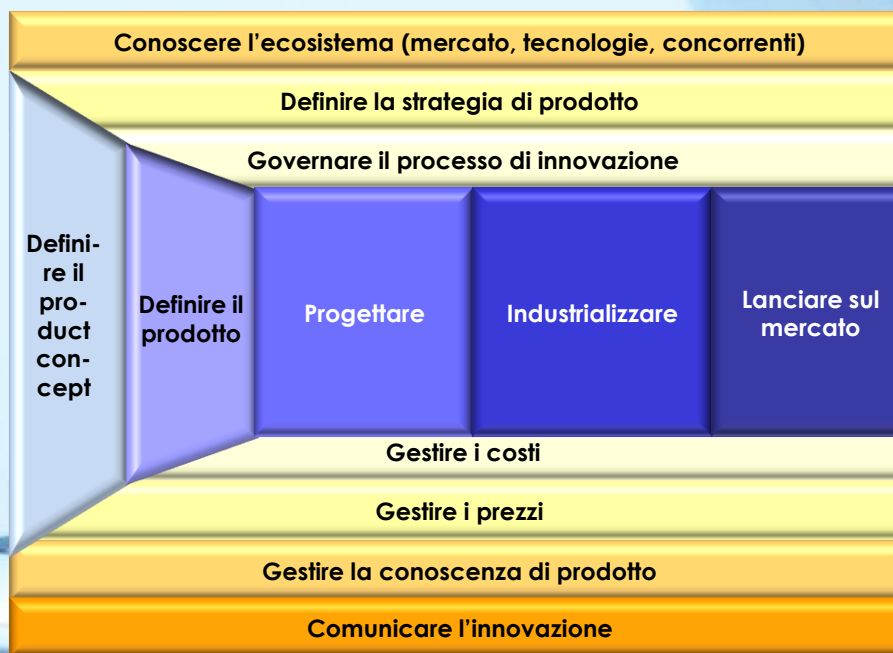 Conoscere l’ecosistema (mercato, tecnologie, concorrenti)
Definire la strategia di prodotto
Governare il processo di innovazione
Defini-
re il
pro-
duct
con-
cept
Definire il
prodotto
Progettare
Industrializzare
Lanciare sul
mercato
Gestire i costi
Gestire i prezzi
Gestire la conoscenza di prodotto
Comunicare l’innovazione